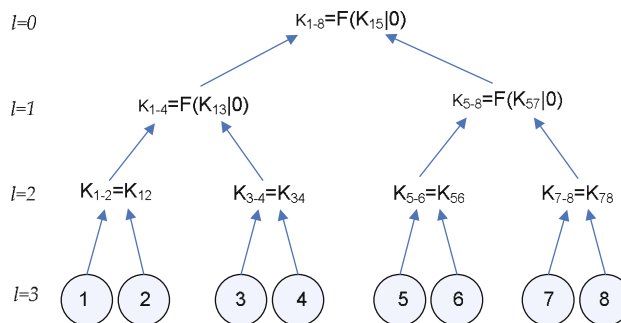 l=0 K₁₋₈=F(K₁₅|0)
l=1 K₁₋₄=F(K₁₃|0) K₅₋₈=F(K₅₇|0)
l=2 K₁₋₂=K₁₂ K₃₋₄=K₃₄ K₅₋₆=K₅₆ K₇₋₈=K₇₈
l=3 1 2 3 4 5 6 7 8